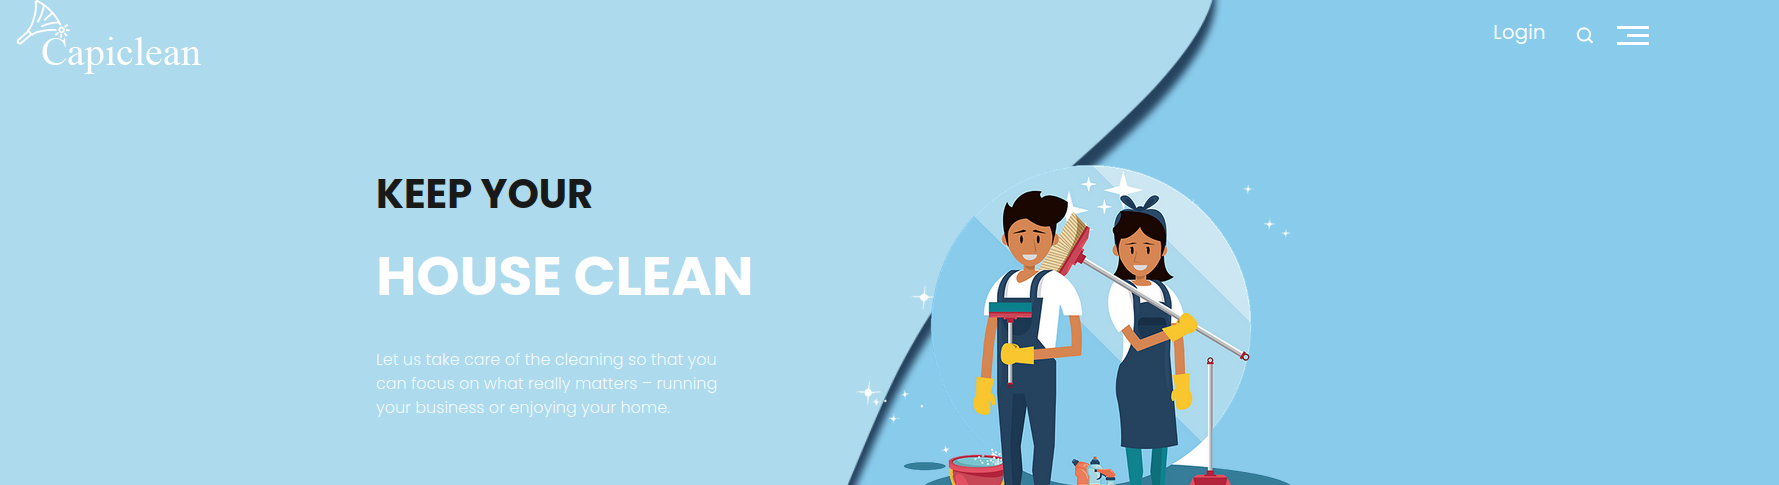 Capiclean
Login
KEEP YOUR
HOUSE CLEAN
Let us take care of the cleaning so that you
can focus on what really matters – running
your business or enjoying your home.